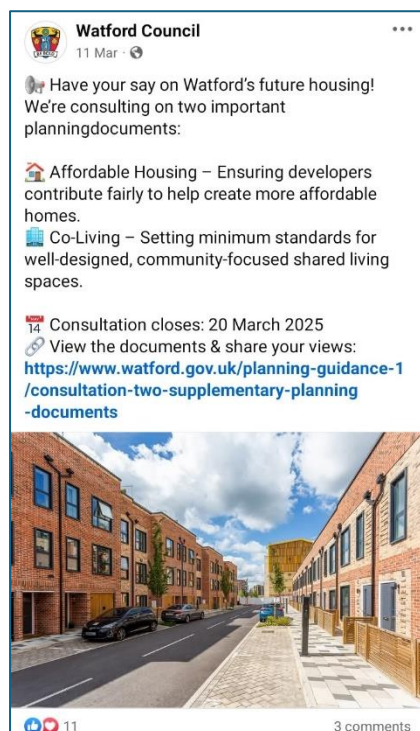 Watford Council
11 Mar
Have your say on Watford's future housing!
We're consulting on two important
planningdocuments:
Affordable Housing – Ensuring developers
contribute fairly to help create more affordable
homes.
Co-Living – Setting minimum standards for
well-designed, community-focused shared living
spaces.
14 Consultation closes: 20 March 2025
View the documents & share your views:
https://www.watford.gov.uk/planning-guidance-1
/consultation-two-supplementary-planning
-documents
11 3 comments